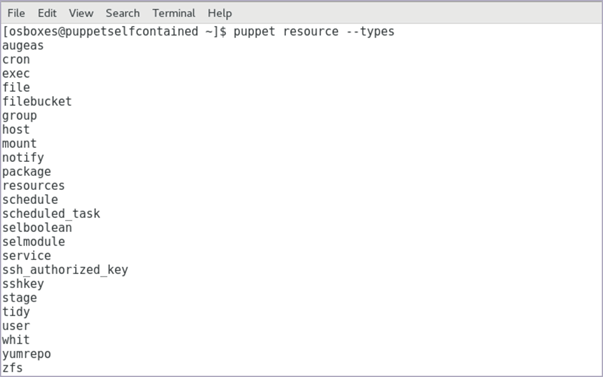 File Edit View Search Terminal Help
[osboxes@puppetselfcontained ~]$ puppet resource --types
augeas
cron
exec
file
filebucket
group
host
mount
notify
package
resources
schedule
scheduled_task
selboolean
selmodule
service
ssh_authorized_key
sshkey
stage
tidy
user
whit
yumrepo
zfs